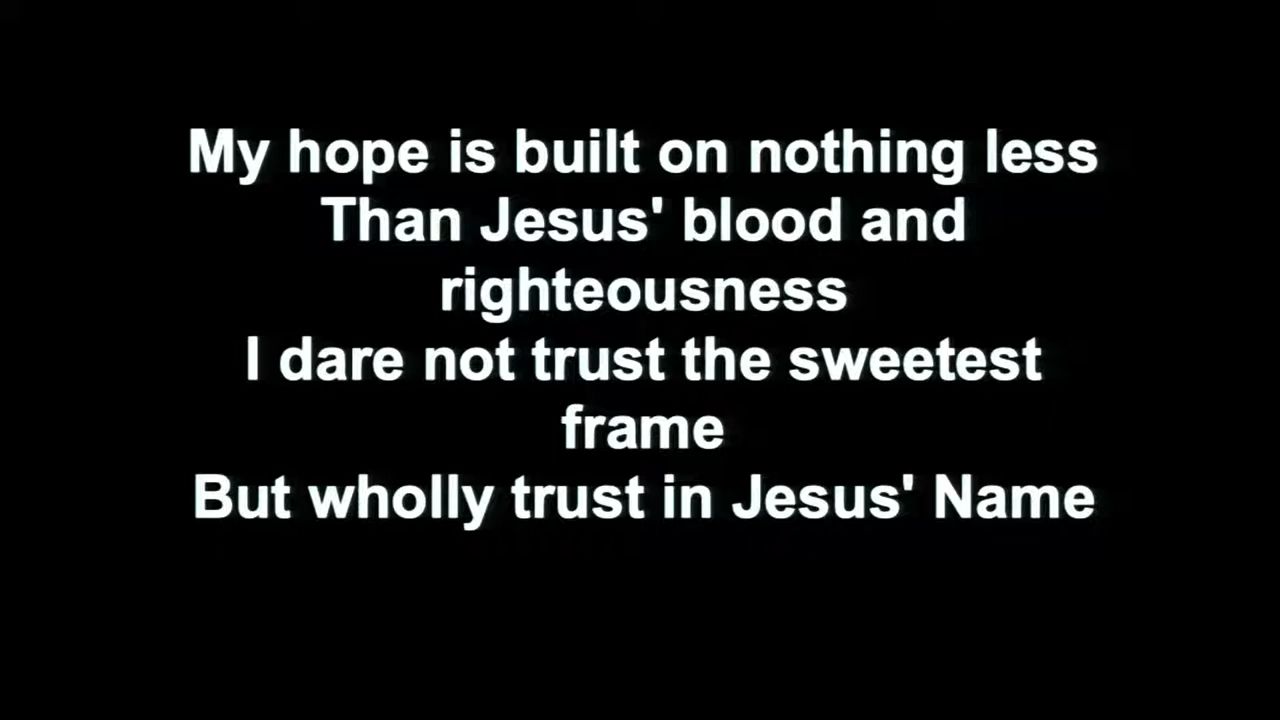 My hope is built on nothing less
Than Jesus' blood and
righteousness
I dare not trust the sweetest
frame
But wholly trust in Jesus' Name